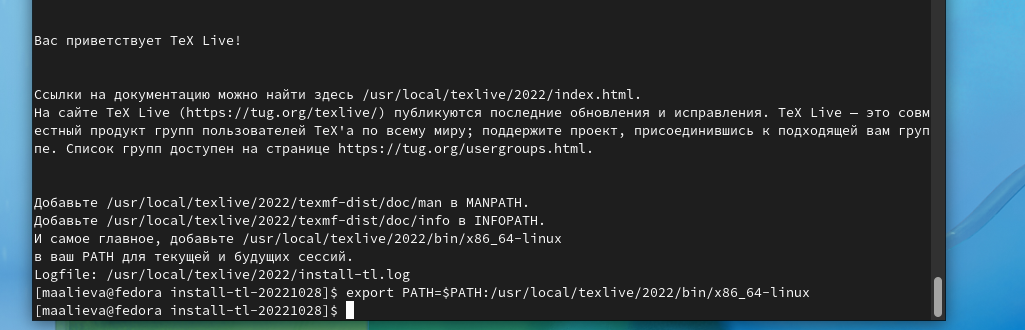 Вас приветствует TeX Live!
Ссылки на документацию можно найти здесь /usr/local/texlive/2022/index.html.
На сайте TeX Live (https://tug.org/texlive/) публикуются последние обновления и исправления. TeX Live — это совм
естный продукт групп пользователей TeX'а по всему миру; поддержите проект, присоединившись к подходящей вам груп
пе. Список групп доступен на странице https://tug.org/usergroups.html.
Добавьте /usr/local/texlive/2022/texmf-dist/doc/man в MANPATH.
Добавьте /usr/local/texlive/2022/texmf-dist/doc/info в INFOPATH.
И самое главное, добавьте /usr/local/texlive/2022/bin/x86_64-linux
в ваш PATH для текущей и будущих сессий.
Logfile: /usr/local/texlive/2022/install-tl.log
[maalieva@fedora install-tl-20221028]$ export PATH=$PATH:/usr/local/texlive/2022/bin/x86_64-linux
[maalieva@fedora install-tl-20221028]$